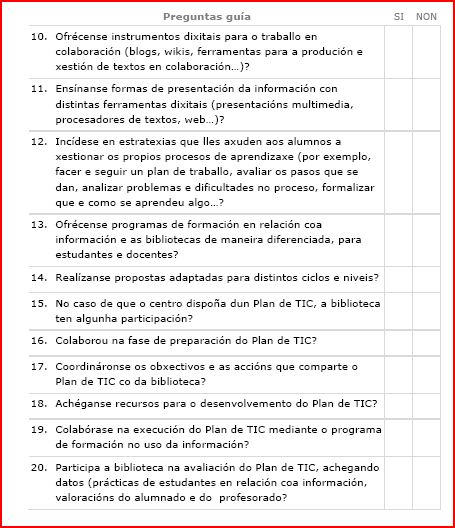 Preguntas guía SI NON
10. Ofrécense instrumentos dixitais para o traballo en
colaboración (blogs, wikis, ferramentas para a produción e
xestión de textos en colaboración…)?
11. Ensínanse formas de presentación da información con
distintas ferramentas dixitais (presentacións multimedia,
procesadores de textos, web…)?
12. Incídese en estratexias que lles axuden aos alumnos a
xestionar os propios procesos de aprendizaxe (por exemplo,
facer e seguir un plan de traballo, avaliar os pasos que se
dan, analizar problemas e dificultades no proceso, formalizar
que e como se aprendeu algo…?
13. Ofrécense programas de formación en relación coa
información e as bibliotecas de maneira diferenciada, para
estudantes e docentes?
14. Realízanse propostas adaptadas para distintos ciclos e niveis?
15. No caso de que o centro dispoña dun Plan de TIC, a biblioteca
ten algunha participación?
16. Colaborou na fase de preparación do Plan de TIC?
17. Coordináronse os obxectivos e as accións que comparte o
Plan de TIC co da biblioteca?
18. Achéganse recursos para o desenvolvemento do Plan de TIC?
19. Colabórase na execución do Plan de TIC mediante o programa
de formación no uso da información?
20. Participa a biblioteca na avaliación do Plan de TIC, achegando
datos (prácticas de estudantes en relación coa información,
valoracións do alumnado e do profesorado?